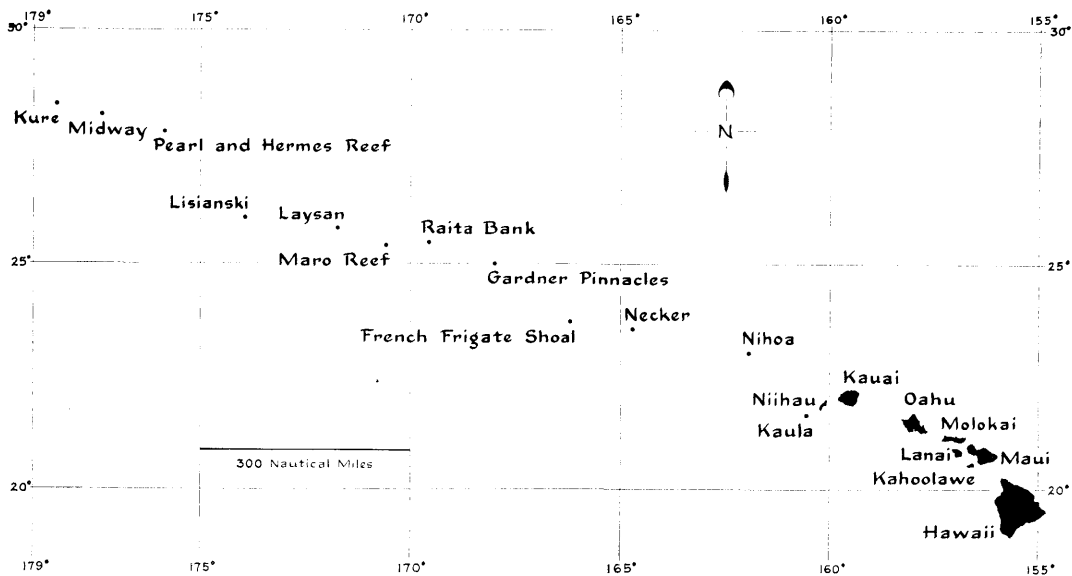 179° 175° 170° 165° 160° 155°
30° 30°
Kure
Midway
Pearl and Hermes Reef
Lisianski
Laysan
Raita Bank
Maro Reef
25° 25°
Gardner Pinnacles
N
Necker
French Frigate Shoal
Nihoa
Kauai
Niihau
Oahu
Kaula
Molokai
Lanai
Maui
Kahoolawe
300 Nautical Miles
20° 20°
Hawaii
179° 175° 170° 165° 160° 155°